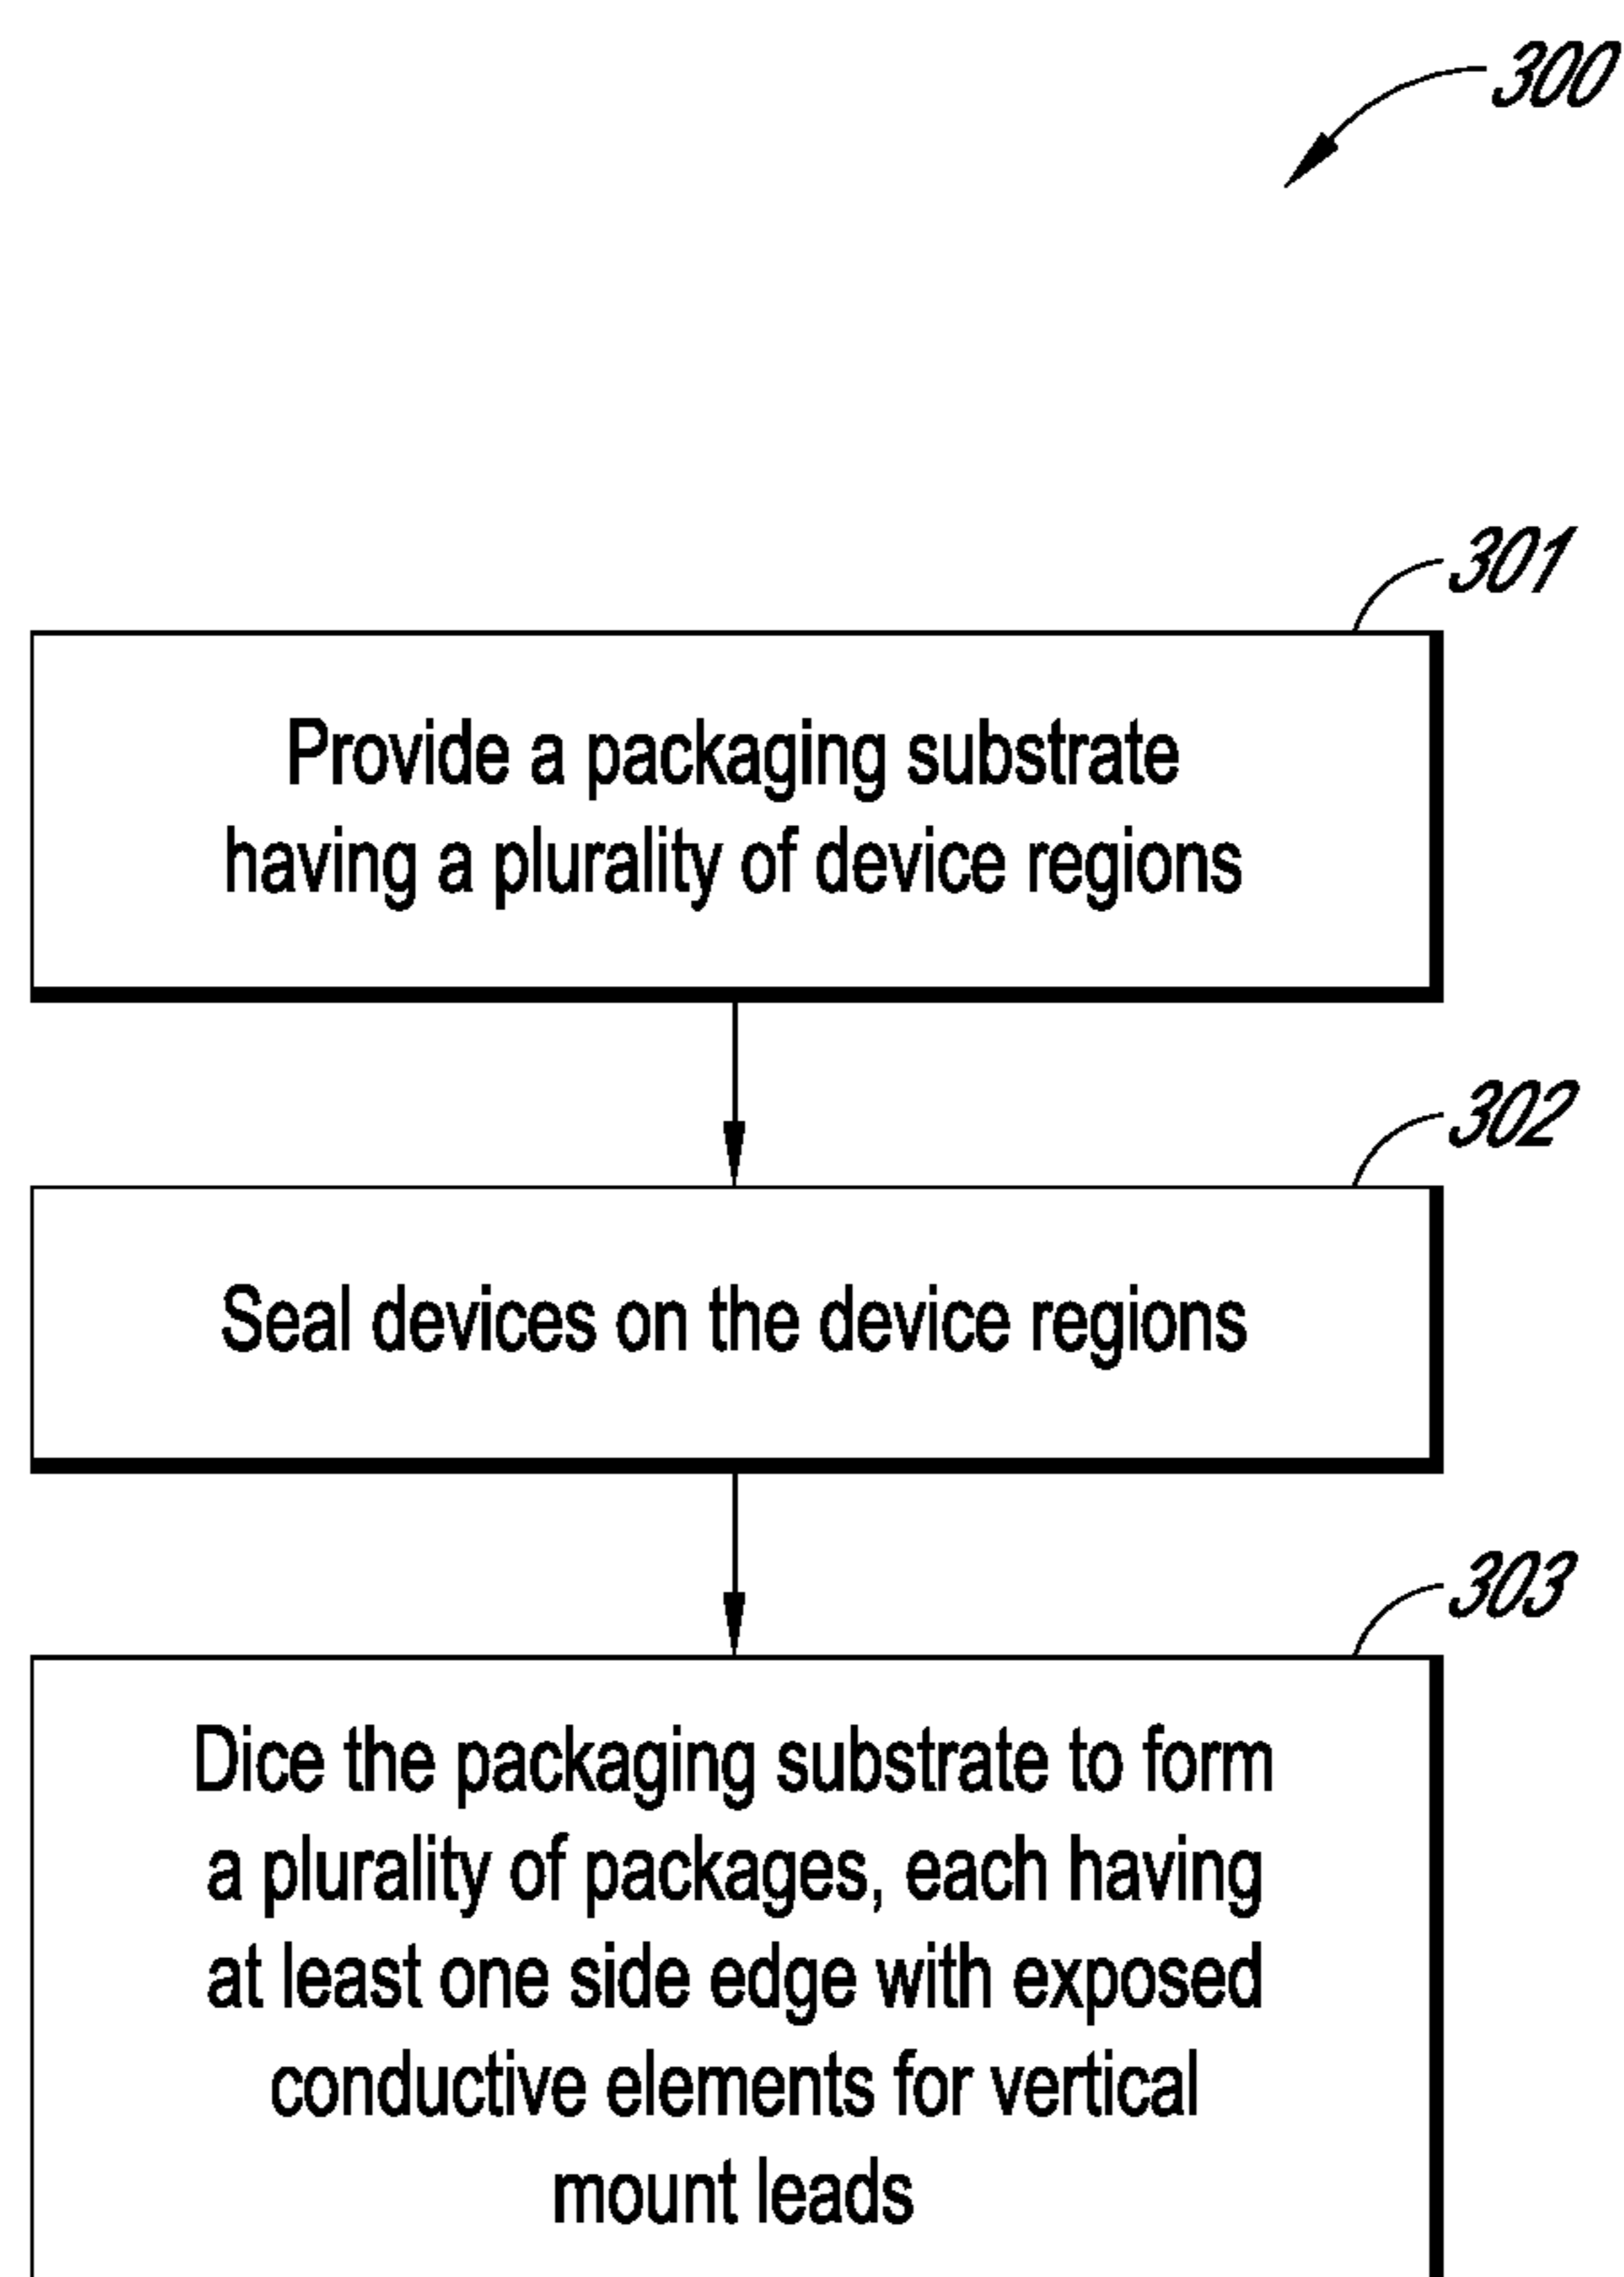 300
301
Provide a packaging substrate
having a plurality of device regions
302
Seal devices on the device regions
303
Dice the packaging substrate to form
a plurality of packages, each having
at least one side edge with exposed
conductive elements for vertical
mount leads